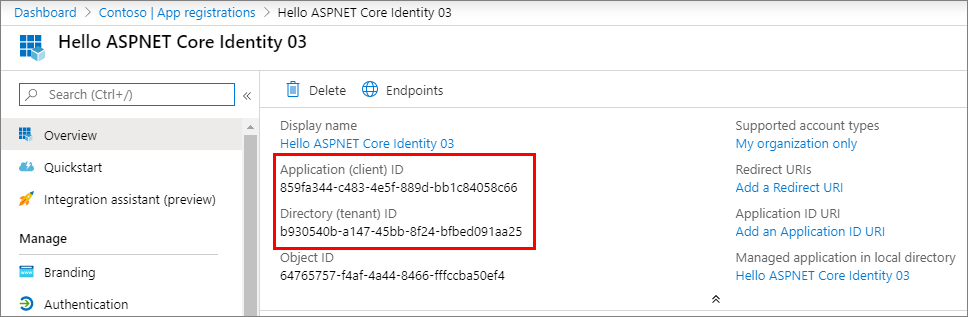 Dashboard > Contoso | App registrations > Hello ASPNET Core Identity 03
Hello ASPNET Core Identity 03
Search (Ctrl+/)
«
Overview
Quickstart
Integration assistant (preview)
Manage
Branding
Authentication
Delete
Endpoints
Display name
Hello ASPNET Core Identity 03
Application (client) ID
859fa344-c483-4e5f-889d-bb1c84058c66
Directory (tenant) ID
b930540b-a147-45bb-8f24-bfbed091aa25
Object ID
64765757-f4af-4a44-8466-fffccba50ef4
Supported account types
My organization only
Redirect URIs
Add a Redirect URI
Application ID URI
Add an Application ID URI
Managed application in local directory
Hello ASPNET Core Identity 03